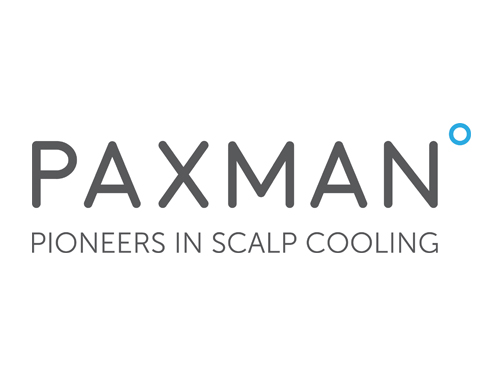 PAXMAN°
PIONEERS IN SCALP COOLING